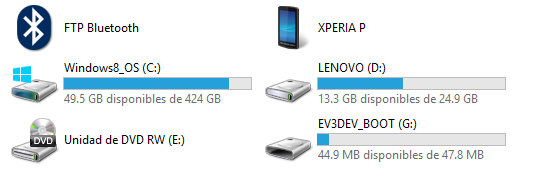 FTP Bluetooth
XPERIA P
Windows8_OS (C:)
49.5 GB disponibles de 424 GB
LENOVO (D:)
13.3 GB disponibles de 24.9 GB
DVD
Unidad de DVD RW (E:)
EV3DEV_BOOT (G:)
44.9 MB disponibles de 47.8 MB